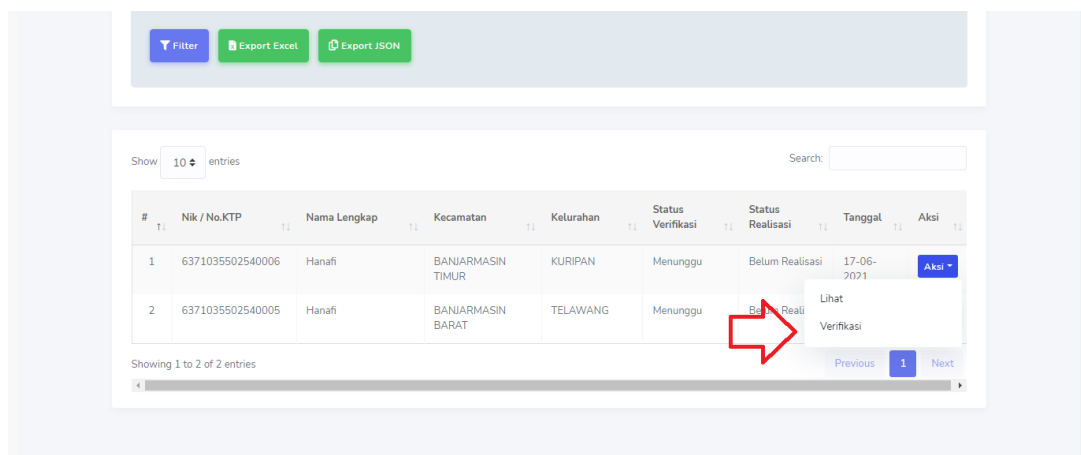 Filter Export Excel Export JSON
Show 10 entries Search:
# Nik / No.KTP Nama Lengkap Kecamatan Kelurahan Status Verifikasi Status Realisasi Tanggal Aksi
1 6371035502540006 Hanafi BANJARMASIN TIMUR KURIPAN Menunggu Belum Realisasi 17-06-2021 Aksi
Lihat
Verifikasi
2 6371035502540005 Hanafi BANJARMASIN BARAT TELAWANG Menunggu
Showing 1 to 2 of 2 entries Previous 1 Next